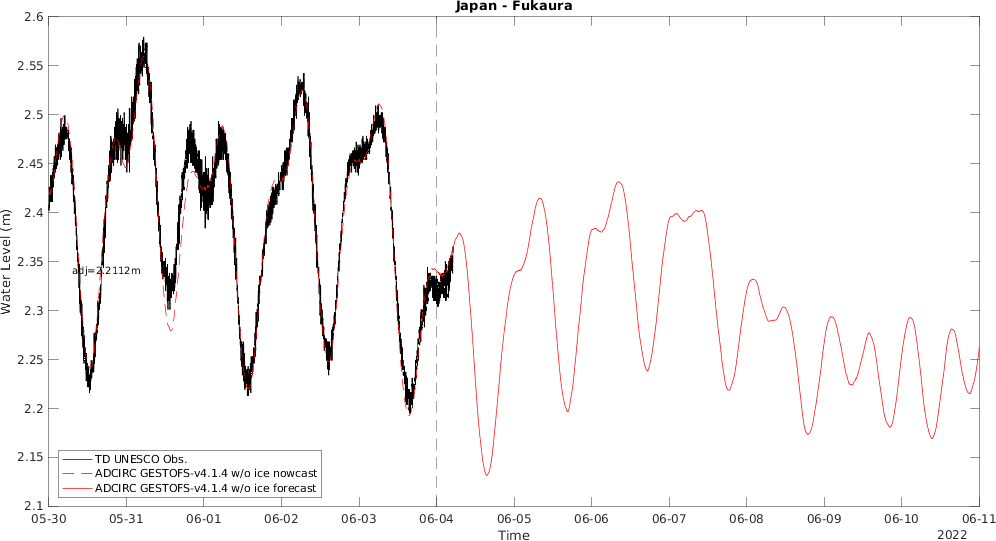 Japan - Fukaura
2.6
2.55
2.5
2.45
2.4
2.35
2.3
2.25
2.2
2.15
2.1
Water Level (m)
adj=2.2112m
TD UNESCO Obs.
ADCIRC GESTOFS-v4.1.4 w/o ice nowcast
ADCIRC GESTOFS-v4.1.4 w/o ice forecast
05-30 05-31 06-01 06-02 06-03 06-04 06-05 06-06 06-07 06-08 06-09 06-10 06-11
Time
2022